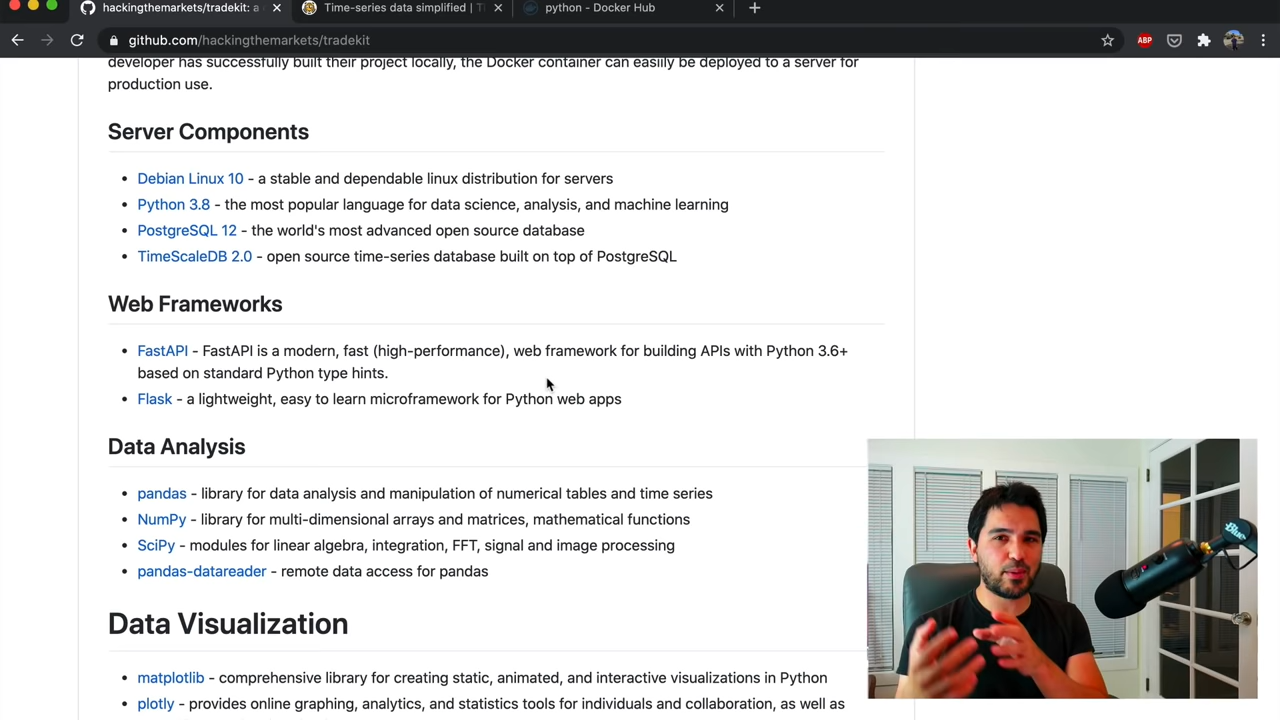 hackingthemarkets/tradekit: a
Time-series data simplified | Ti
python - Docker Hub
github.com/hackingthemarkets/tradekit
ABP
developer has successfully built their project locally, the Docker container can easiily be deployed to a server for
production use.
Server Components
Debian Linux 10 - a stable and dependable linux distribution for servers
Python 3.8 - the most popular language for data science, analysis, and machine learning
PostgreSQL 12 - the world's most advanced open source database
TimeScaleDB 2.0 - open source time-series database built on top of PostgreSQL
Web Frameworks
FastAPI - FastAPI is a modern, fast (high-performance), web framework for building APIs with Python 3.6+
based on standard Python type hints.
Flask - a lightweight, easy to learn microframework for Python web apps
Data Analysis
pandas - library for data analysis and manipulation of numerical tables and time series
NumPy - library for multi-dimensional arrays and matrices, mathematical functions
SciPy - modules for linear algebra, integration, FFT, signal and image processing
pandas-datareader - remote data access for pandas
Data Visualization
matplotlib - comprehensive library for creating static, animated, and interactive visualizations in Python
plotly - provides online graphing, analytics, and statistics tools for individuals and collaboration, as well as
Blue